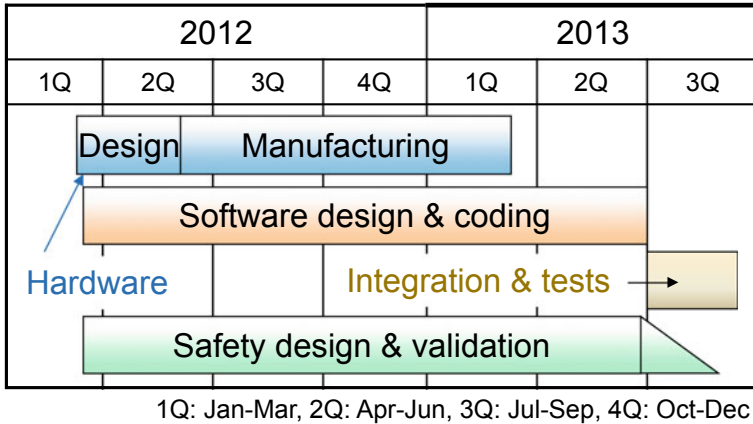 2012 2013
1Q 2Q 3Q 4Q 1Q 2Q 3Q
Design Manufacturing
Software design & coding
Hardware Integration & tests
Safety design & validation
1Q: Jan-Mar, 2Q: Apr-Jun, 3Q: Jul-Sep, 4Q: Oct-Dec